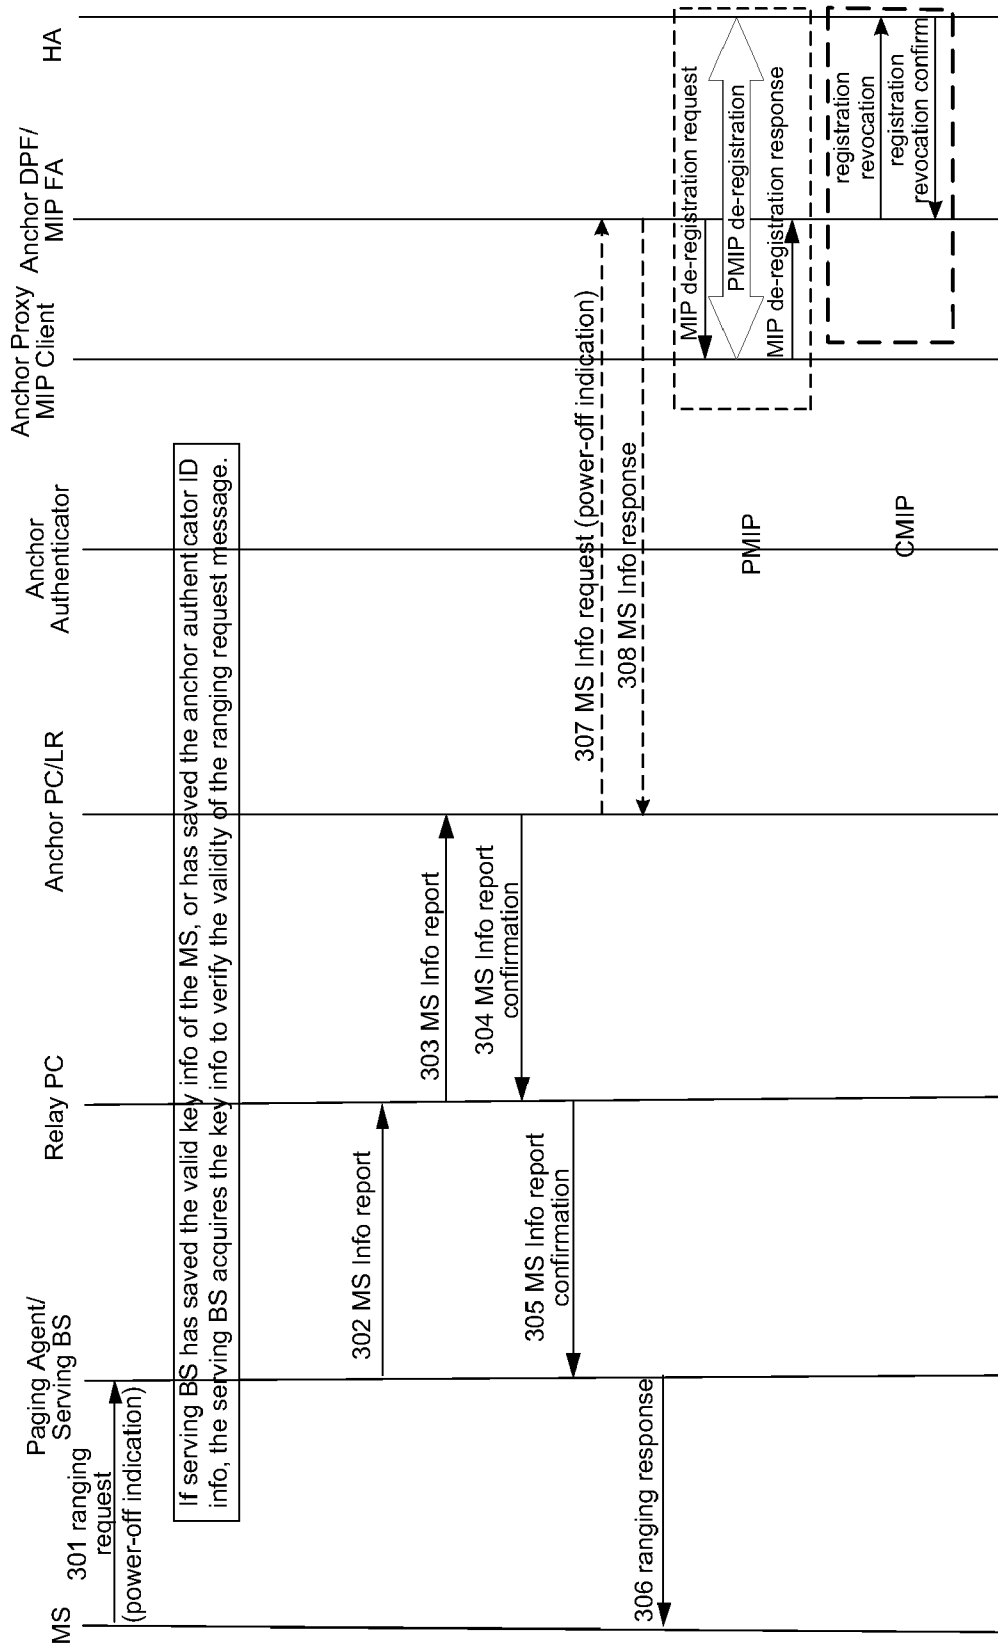 MS
Paging Agent/
Serving BS
Relay PC
Anchor PC/LR
Anchor
Authenticator
Anchor Proxy
MIP Client
Anchor DPF/
MIP FA
HA
301 ranging
request
(power-off indication)
If serving BS has saved the valid key info of the MS, or has saved the anchor authenticator ID
info, the serving BS acquires the key info to verify the validity of the ranging request message.
302 MS Info report
303 MS Info report
304 MS Info report
confirmation
305 MS Info report
confirmation
306 ranging response
307 MS Info request (power-off indication)
308 MS Info response
PMIP
MIP de-registration request
PMIP de-registration
MIP de-registration response
CMIP
registration
revocation
registration
revocation confirm